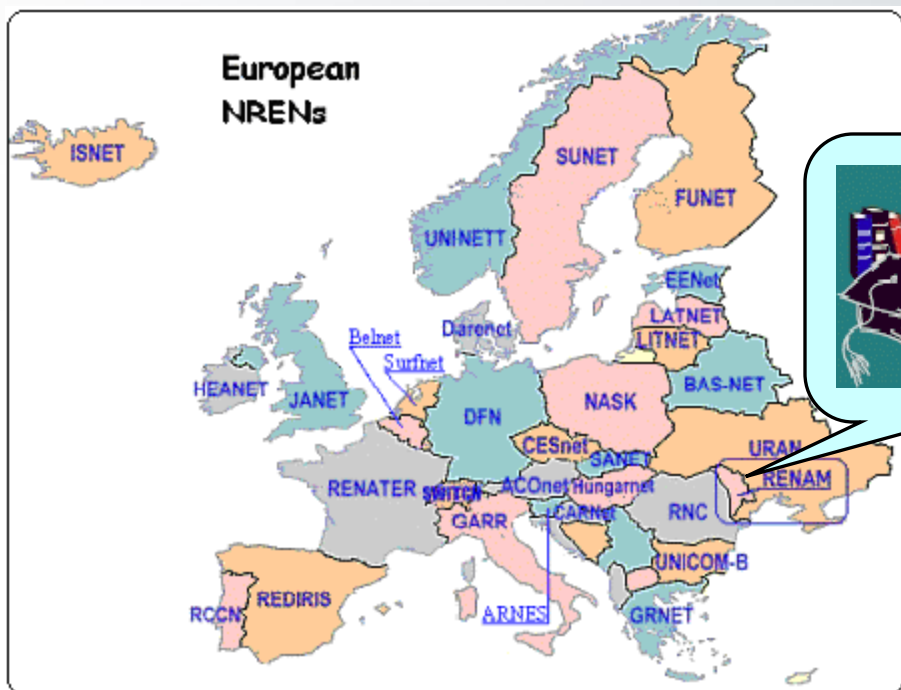 European
NRENs
ISNET
SUNET
FUNET
UNINETT
EENet
LATNET
Darenet
LITNET
Belnet
Surfnet
HEANET
JANET
BAS-NET
DFN
NASK
CESnet
URAN
SANET
RENAM
RENATER
SWITCH
ACOnet
Hungarnet
CARNet
RNC
GARR
UNICOM-B
REDIRIS
RCCN
ARNES
GRNET